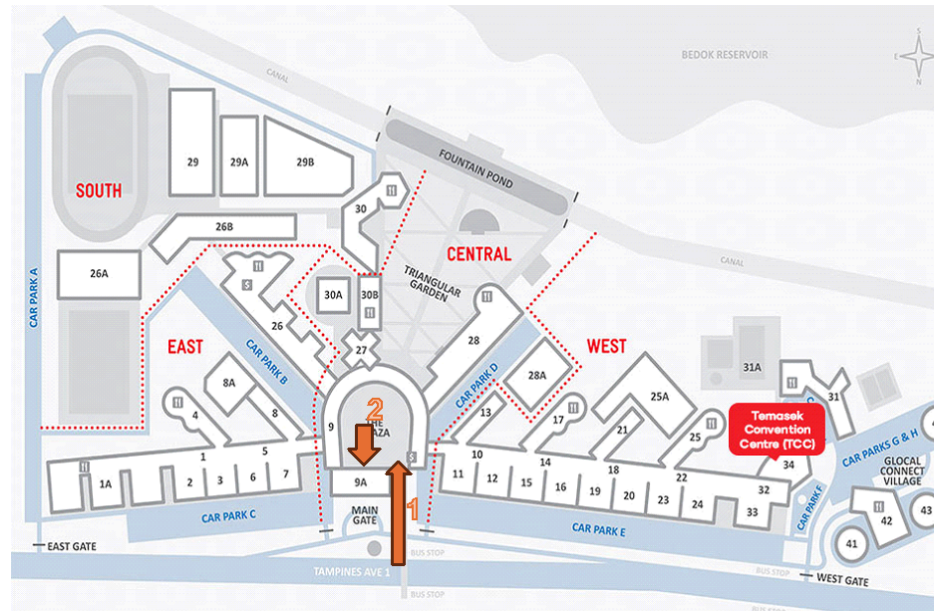 S
E
N
BEDOK RESERVOIR
CANAL
FOUNTAIN POND
CANAL
SOUTH
29
29A
29B
30
26B
26A
CAR PARK A
CENTRAL
TRIANGULAR
GARDEN
30A
30B
$
26
27
28
EAST
CAR PARK B
CAR PARK D
WEST
28A
25A
31A
31
8A
4
8
9
2
THE
$
13
17
21
25
Temasek
Convention
Centre (TCC)
34
CAR PARKS G & H
GLOCAL
CONNECT
VILLAGE
1
5
1A
2
3
6
7
9A
10
14
18
22
32
11
12
15
16
19
20
23
24
33
CAR PARK F
41
42
43
CAR PARK C
MAIN
GATE
1
CAR PARK E
EAST GATE
BUS STOP
TAMPINES AVE 1
BUS STOP
BUS STOP
WEST GATE
BUS STOP